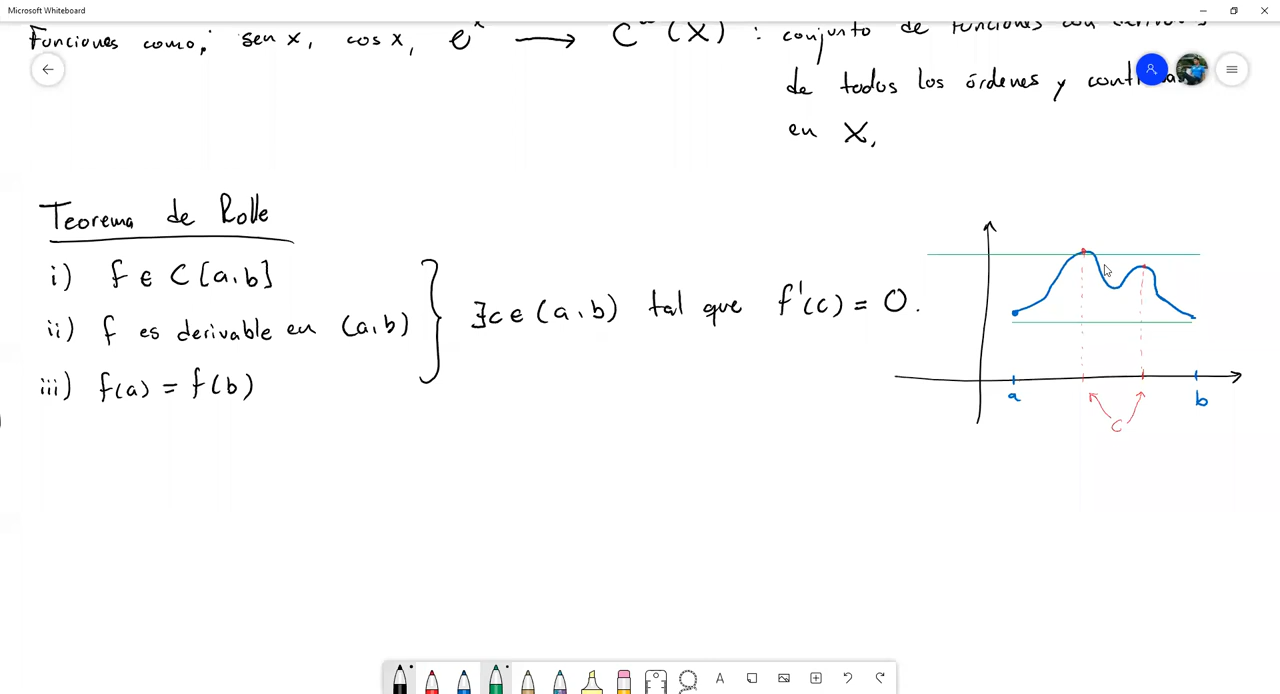 Microsoft Whiteboard
Funciones como: sen x, cos x, eˣ ⟶ C (X) : conjunto de funciones con
de todos los órdenes y
en X,
Teorema de Rolle
i) f ∈ C [a,b]
ii) f es derivable en (a,b)
iii) f(a) = f(b)
∃c ∈ (a,b) tal que f'(c) = 0.
a
b
c
A